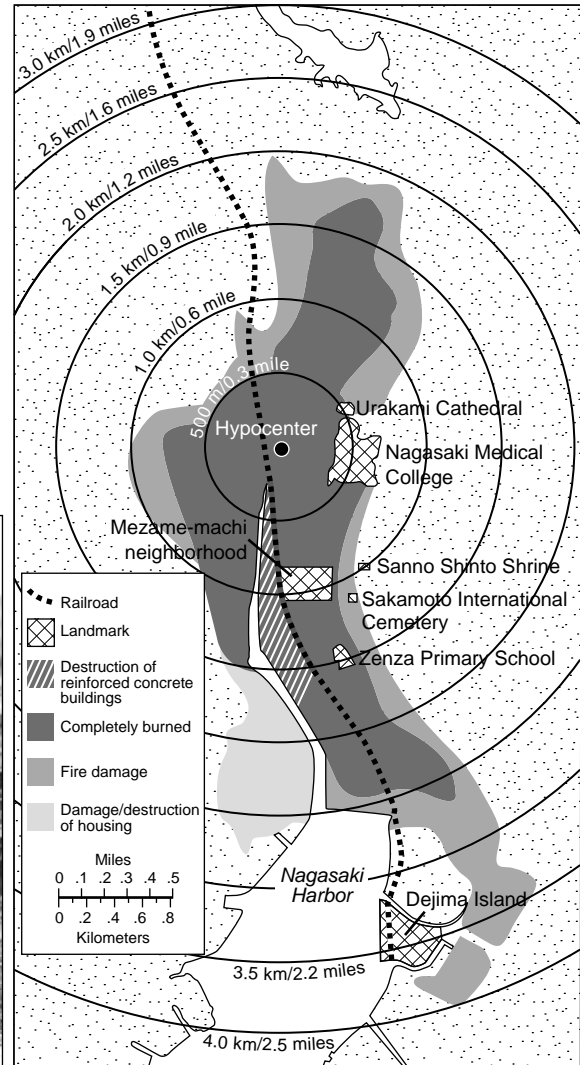 3.0 km/1.9 miles
2.5 km/1.6 miles
2.0 km/1.2 miles
1.5 km/0.9 mile
1.0 km/0.6 mile
500 m/0.3 mile
Hypocenter
Urakami Cathedral
Nagasaki Medical
College
Mezame-machi
neighborhood
Sanno Shinto Shrine
Sakamoto International
Cemetery
Zenza Primary School
Railroad
Landmark
Destruction of
reinforced concrete
buildings
Completely burned
Fire damage
Damage/destruction
of housing
Miles
0 .1 .2 .3 .4 .5
0 .2 .4 .6 .8
Kilometers
Nagasaki
Harbor
Dejima Island
3.5 km/2.2 miles
4.0 km/2.5 miles